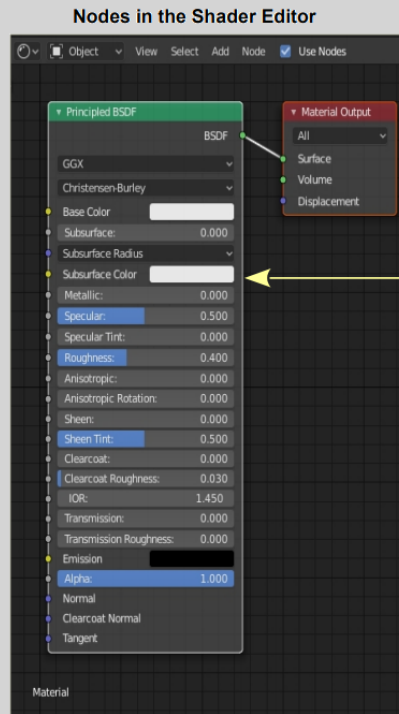 Nodes in the Shader Editor
Object View Select Add Node Use Nodes
Principled BSDF
BSDF
GGX
Christensen-Burley
Base Color
Subsurface: 0.000
Subsurface Radius
Subsurface Color
Metallic: 0.000
Specular: 0.500
Specular Tint: 0.000
Roughness: 0.400
Anisotropic: 0.000
Anisotropic Rotation: 0.000
Sheen: 0.000
Sheen Tint: 0.500
Clearcoat: 0.000
Clearcoat Roughness: 0.030
IOR: 1.450
Transmission: 0.000
Transmission Roughness: 0.000
Emission
Alpha: 1.000
Normal
Clearcoat Normal
Tangent
Material Output
All
Surface
Volume
Displacement
Material